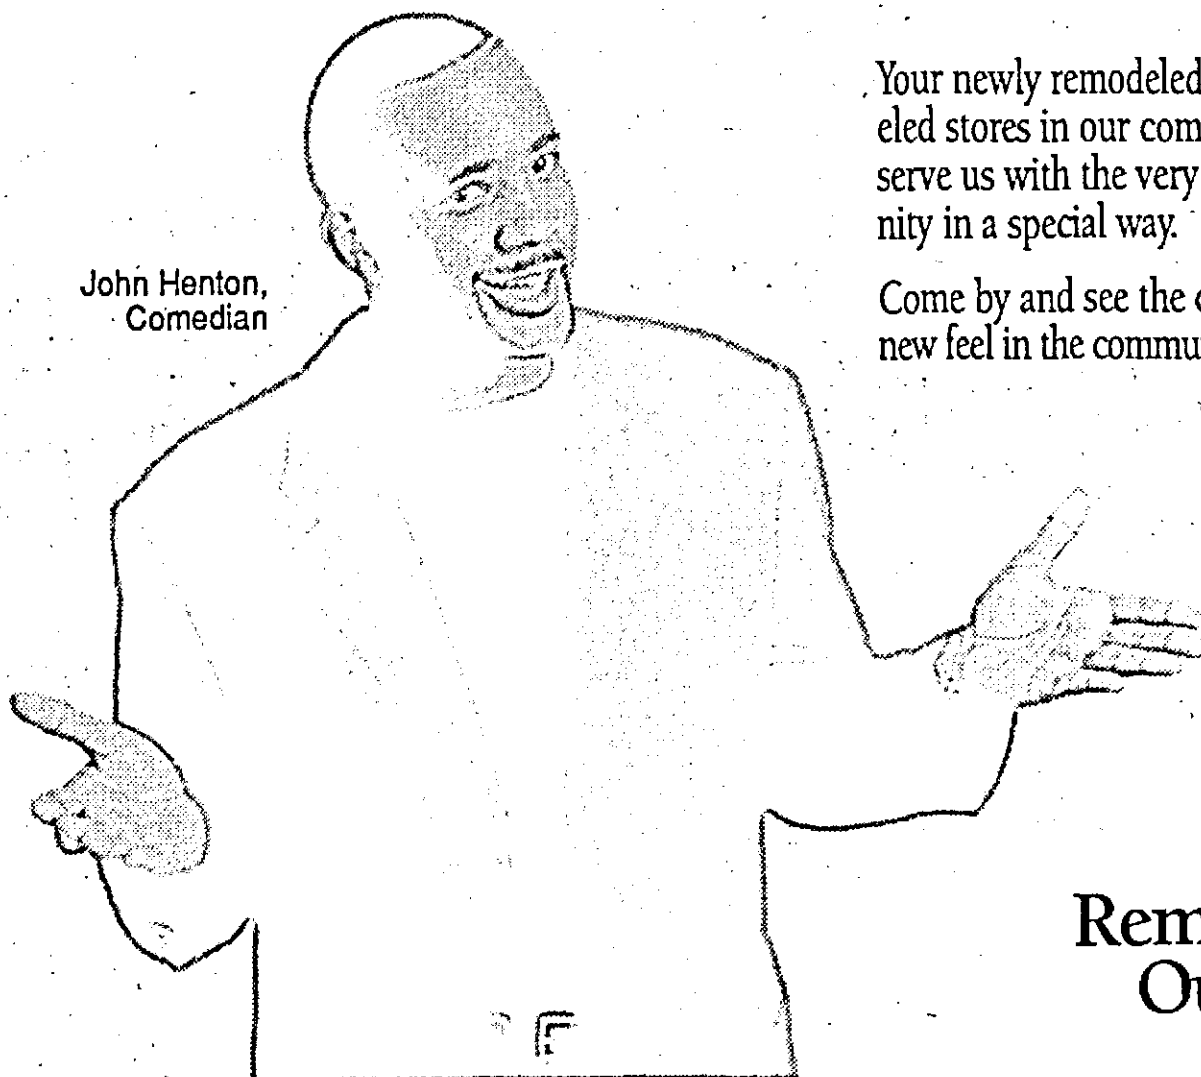 Your newly remodeled
eled stores in our com
serve us with the very
nity in a special way.
Come by and see the
new feel in the commu
John Henton,
Comedian
Rem
Ou